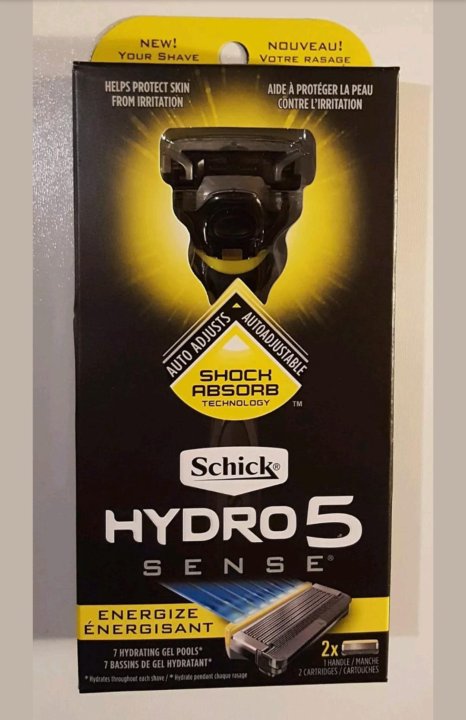 NEW!
YOUR SHAVE
NOUVEAU!
VOTRE RASAGE
HELPS PROTECT SKIN
FROM IRRITATION
AIDE À PROTÉGER LA PEAU
CONTRE L'IRRITATION
AUTO ADJUSTS
AUTOADJUSTABLE
SHOCK
ABSORB
TECHNOLOGY ™
Schick®
HYDRO 5
SENSE®
ENERGIZE
ÉNERGISANT
7 HYDRATING GEL POOLS*
7 BASSINS DE GEL HYDRATANT*
* Hydrates throughout each shave / * Hydrate pendant chaque rasage
2x
1 HANDLE / MANCHE
2 CARTRIDGES / CARTOUCHES